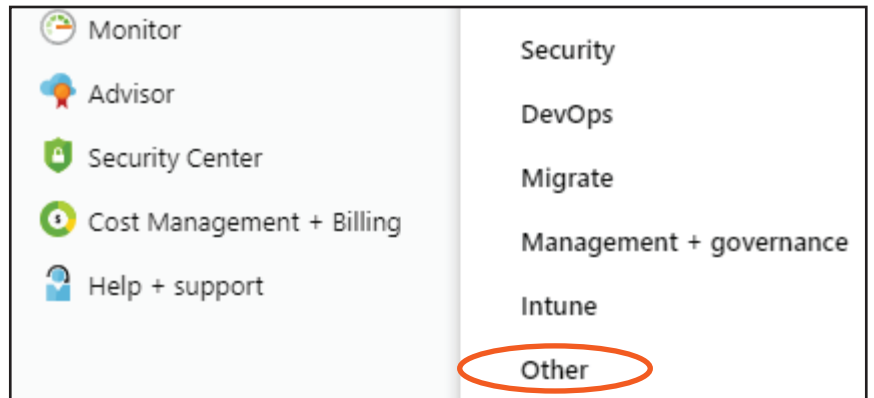 Monitor
Advisor
Security Center
Cost Management + Billing
Help + support
Security
DevOps
Migrate
Management + governance
Intune
Other